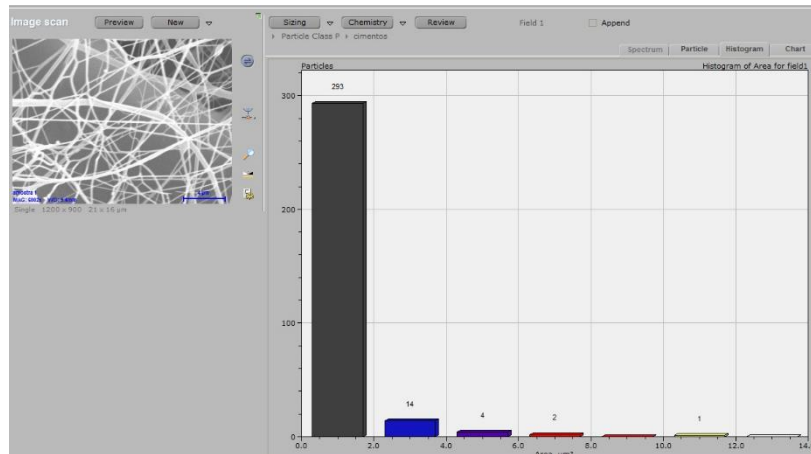 Image scan Preview New
Sizing Chemistry Review Field 1 Append
Particle Class P cimentos
Spectrum Particle Histogram Chart
Particles Histogram of Area for field1
293
300
200
100
14
4
2
1
0
0.0 2.0 4.0 6.0 8.0 10.0 12.0 14.0
Single 1200 x 900 21 x 16 µm